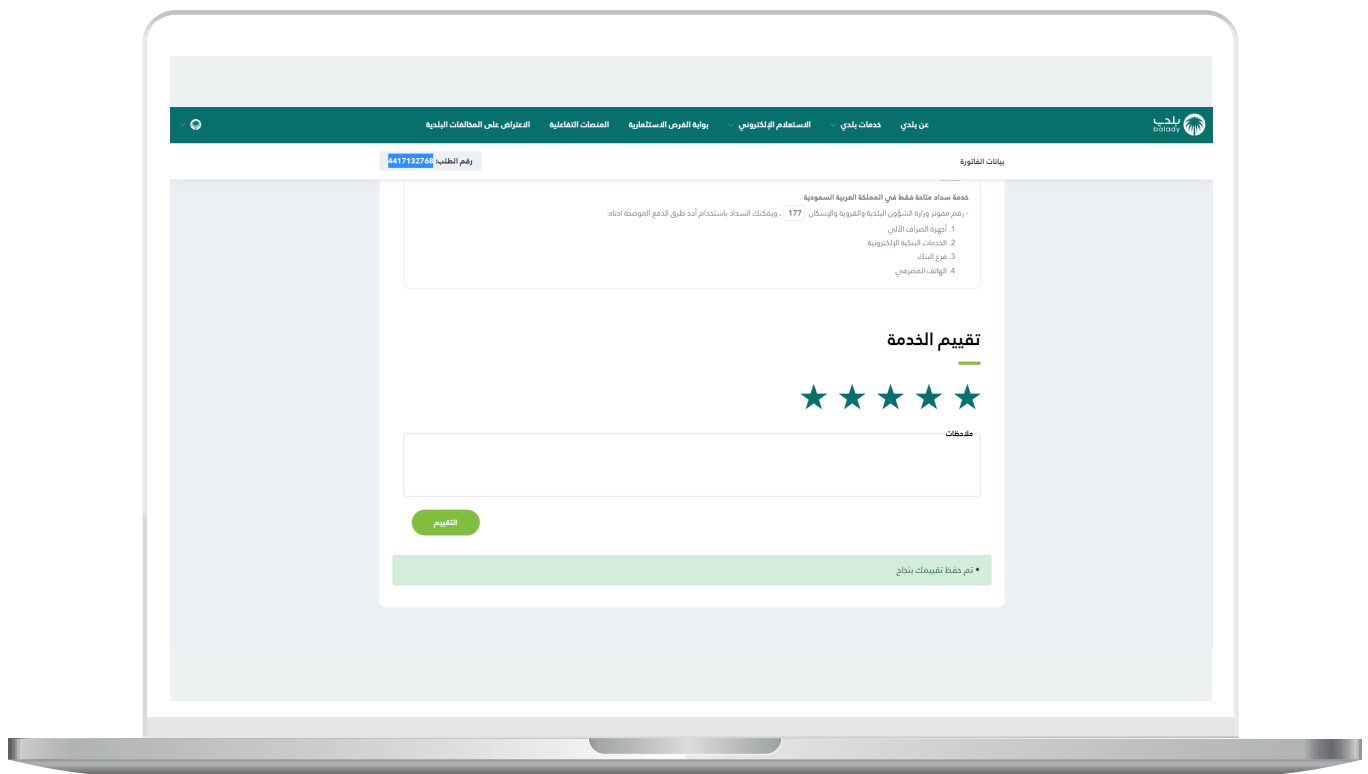 بلدي
balady
عن بلدي
خدمات بلدي
الاستعلام الإلكتروني
بوابة الفرص الاستثمارية
المنصات التفاعلية
الاعتراض على المخالفات البلدية
بيانات الفاتورة
رقم الطلب: 4417132768
خدمة سداد متاحة فقط في المملكة العربية السعودية
- رقم مفوتر وزارة الشؤون البلدية والقروية والإسكان 177 ، ويمكنك السداد باستخدام أحد طرق الدفع الموضحة ادناه:
1. أجهزة الصراف الآلي
2. الخدمات البنكية الإلكترونية
3. فرع البنك
4. الهاتف المصرفي
تقييم الخدمة
ملاحظات
التقييم
• تم حفظ تقييمك بنجاح